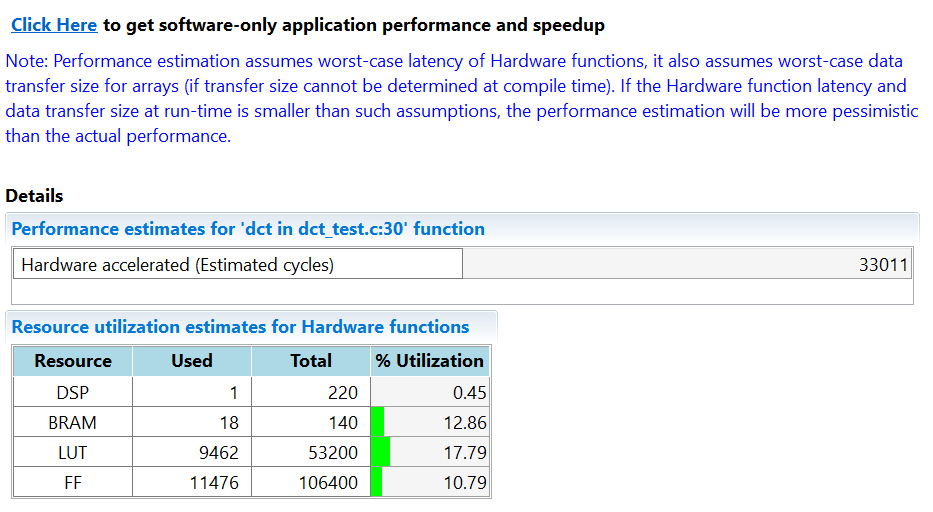 Click Here to get software-only application performance and speedup
Note: Performance estimation assumes worst-case latency of Hardware functions, it also assumes worst-case data
transfer size for arrays (if transfer size cannot be determined at compile time). If the Hardware function latency and
data transfer size at run-time is smaller than such assumptions, the performance estimation will be more pessimistic
than the actual performance.
Details
Performance estimates for 'dct in dct_test.c:30' function
Hardware accelerated (Estimated cycles) 33011
Resource utilization estimates for Hardware functions
Resource Used Total % Utilization
DSP 1 220 0.45
BRAM 18 140 12.86
LUT 9462 53200 17.79
FF 11476 106400 10.79